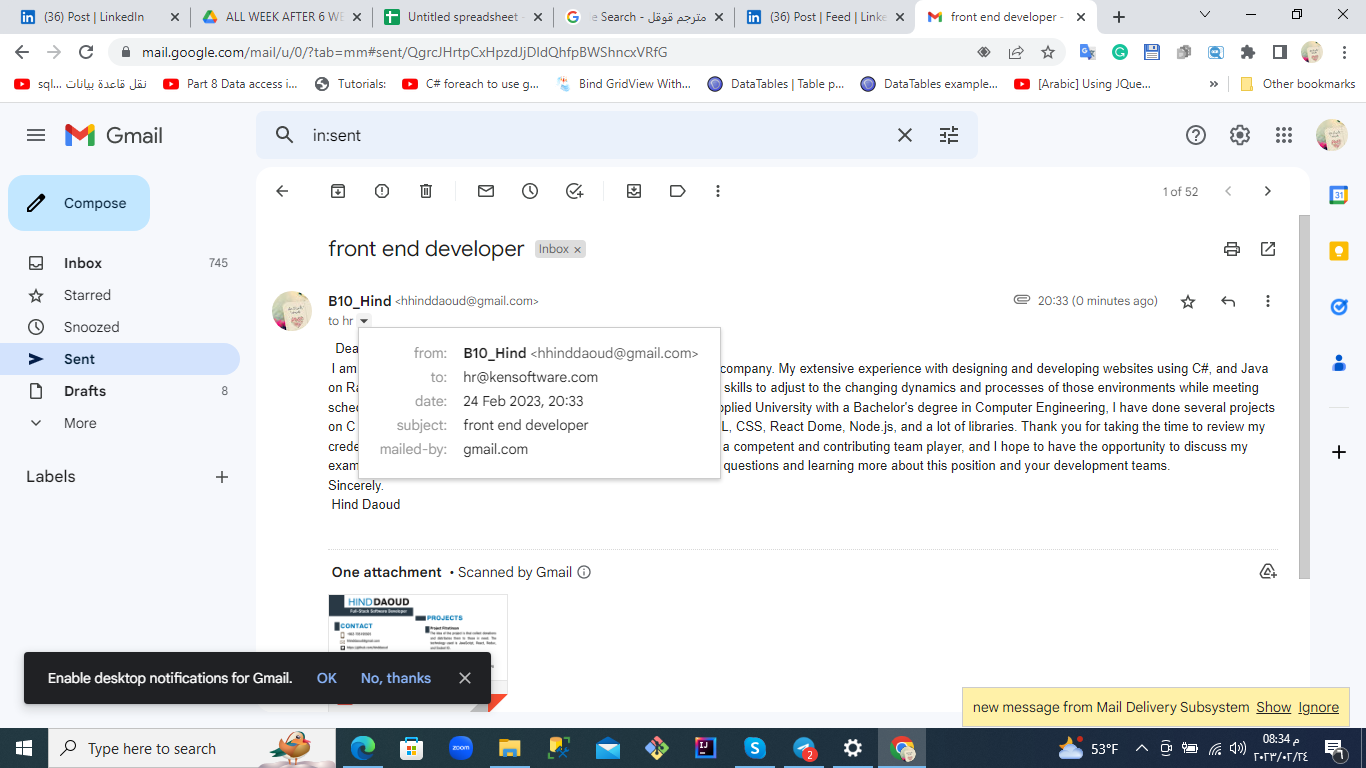 (36) Post | LinkedIn
ALL WEEK AFTER 6 WE
Untitled spreadsheet -
مترجم قوقل - e Search
(36) Post | Feed | Linke
front end developer -
mail.google.com/mail/u/0/?tab=mm#sent/QgrcJHrtpCxHpzdJjDldQhfpBWShncxVRfG
نقل قاعدة بيانات ...sql
Part 8 Data access i...
Tutorials:
C# foreach to use g...
Bind GridView With...
DataTables | Table p...
DataTables example...
[Arabic] Using JQue...
»
Other bookmarks
Gmail
in:sent
Compose
1 of 52
front end developer
Inbox ×
Inbox 745
Starred
Snoozed
Sent
Drafts 8
More
Labels
B10_Hind <hhinddaoud@gmail.com>
20:33 (0 minutes ago)
to hr
Dea
from: B10_Hind <hhinddaoud@gmail.com>
to: hr@kensoftware.com
date: 24 Feb 2023, 20:33
subject: front end developer
mailed-by: gmail.com
I am company. My extensive experience with designing and developing websites using C#, and Java
on Ra skills to adjust to the changing dynamics and processes of those environments while meeting
sched plied University with a Bachelor's degree in Computer Engineering, I have done several projects
on C L, CSS, React Dome, Node.js, and a lot of libraries. Thank you for taking the time to review my
crede a competent and contributing team player, and I hope to have the opportunity to discuss my
exam questions and learning more about this position and your development teams.
Sincerely.
Hind Daoud
One attachment • Scanned by Gmail
HIND DAOUD
Full-Stack Software Developer
CONTACT
PROJECTS
Enable desktop notifications for Gmail. OK No, thanks
new message from Mail Delivery Subsystem Show Ignore
Type here to search
zoom
2
53°F
08:34 م
٢٠٢٣/٠٢/٢٤
1